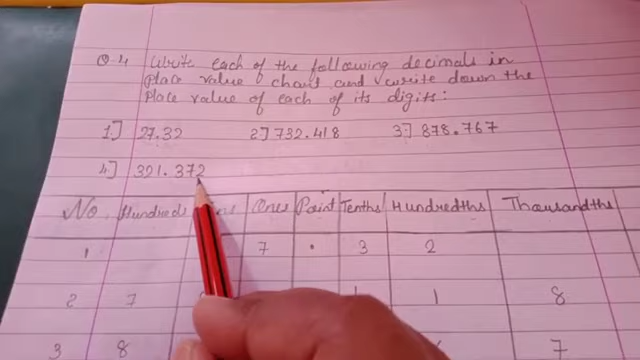 Q.4 Write each of the following decimals in
place value chart and write down the
place value of each of its digits:
1] 27.32 2] 732.418 3] 878.767
4] 321.372
No. Hundreds Ones Point Tenths Hundredths Thousandths
1 7 . 3 2
2 7 1 8
3 8 7